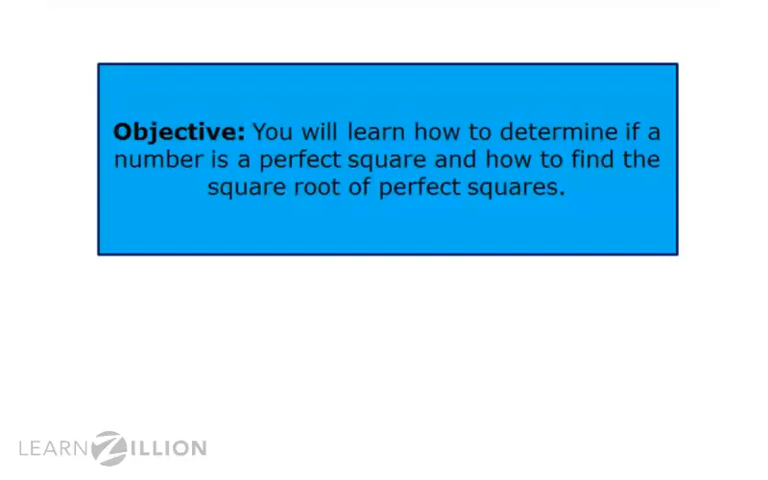 Objective: You will learn how to determine if a
number is a perfect square and how to find the
square root of perfect squares.
LEARNZILLION